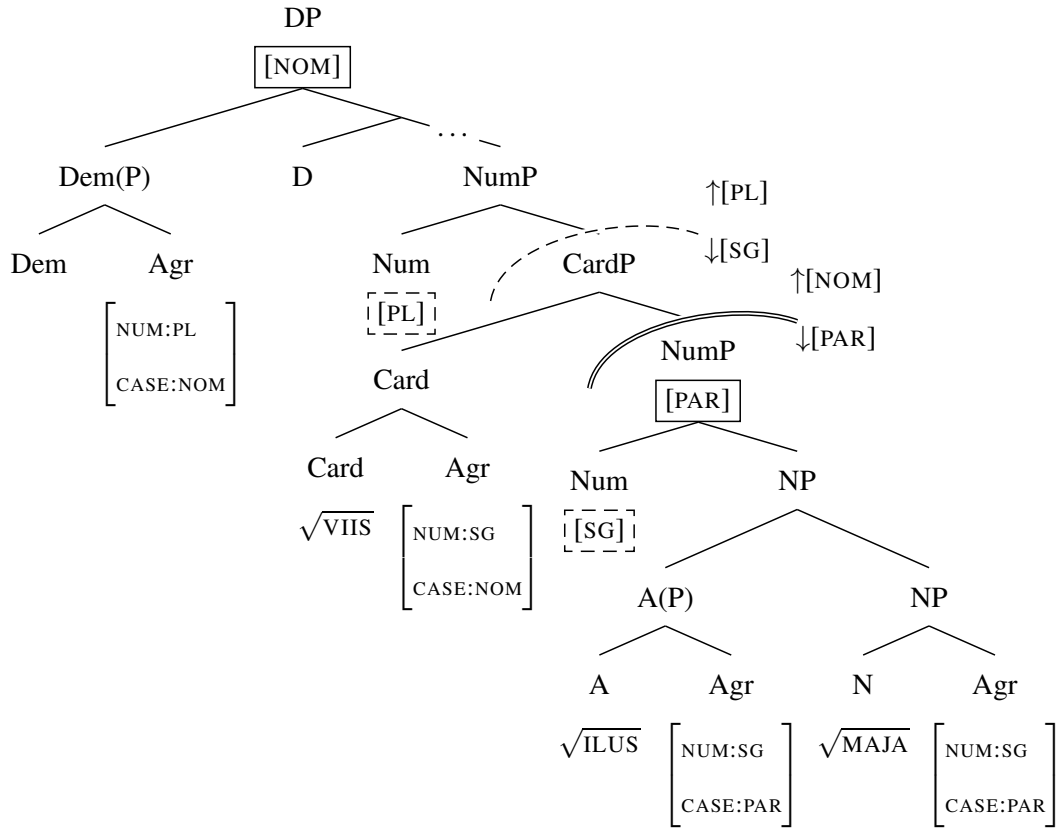 DP
[NOM]
...
Dem(P) D NumP
↑[PL]
Dem Agr Num CardP ↓[SG]
[PL] ↑[NOM]
NUM:PL
NumP ↓[PAR]
CASE:NOM Card [PAR]
Card Agr Num NP
√VIIS NUM:SG [SG]
CASE:NOM
A(P) NP
A Agr N Agr
√ILUS NUM:SG √MAJA NUM:SG
CASE:PAR CASE:PAR